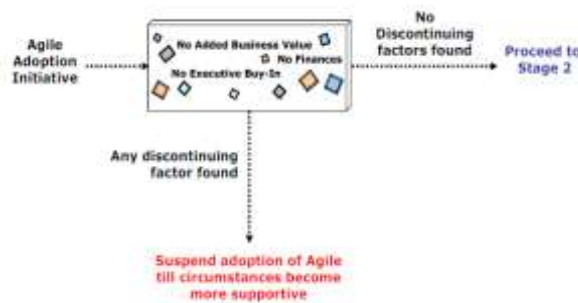 Agile
Adoption
Initiative
No Added Business Value
No Finances
No Executive Buy-In
No
Discontinuing
factors found
Proceed to
Stage 2
Any discontinuing
factor found
Suspend adoption of Agile
till circumstances become
more supportive